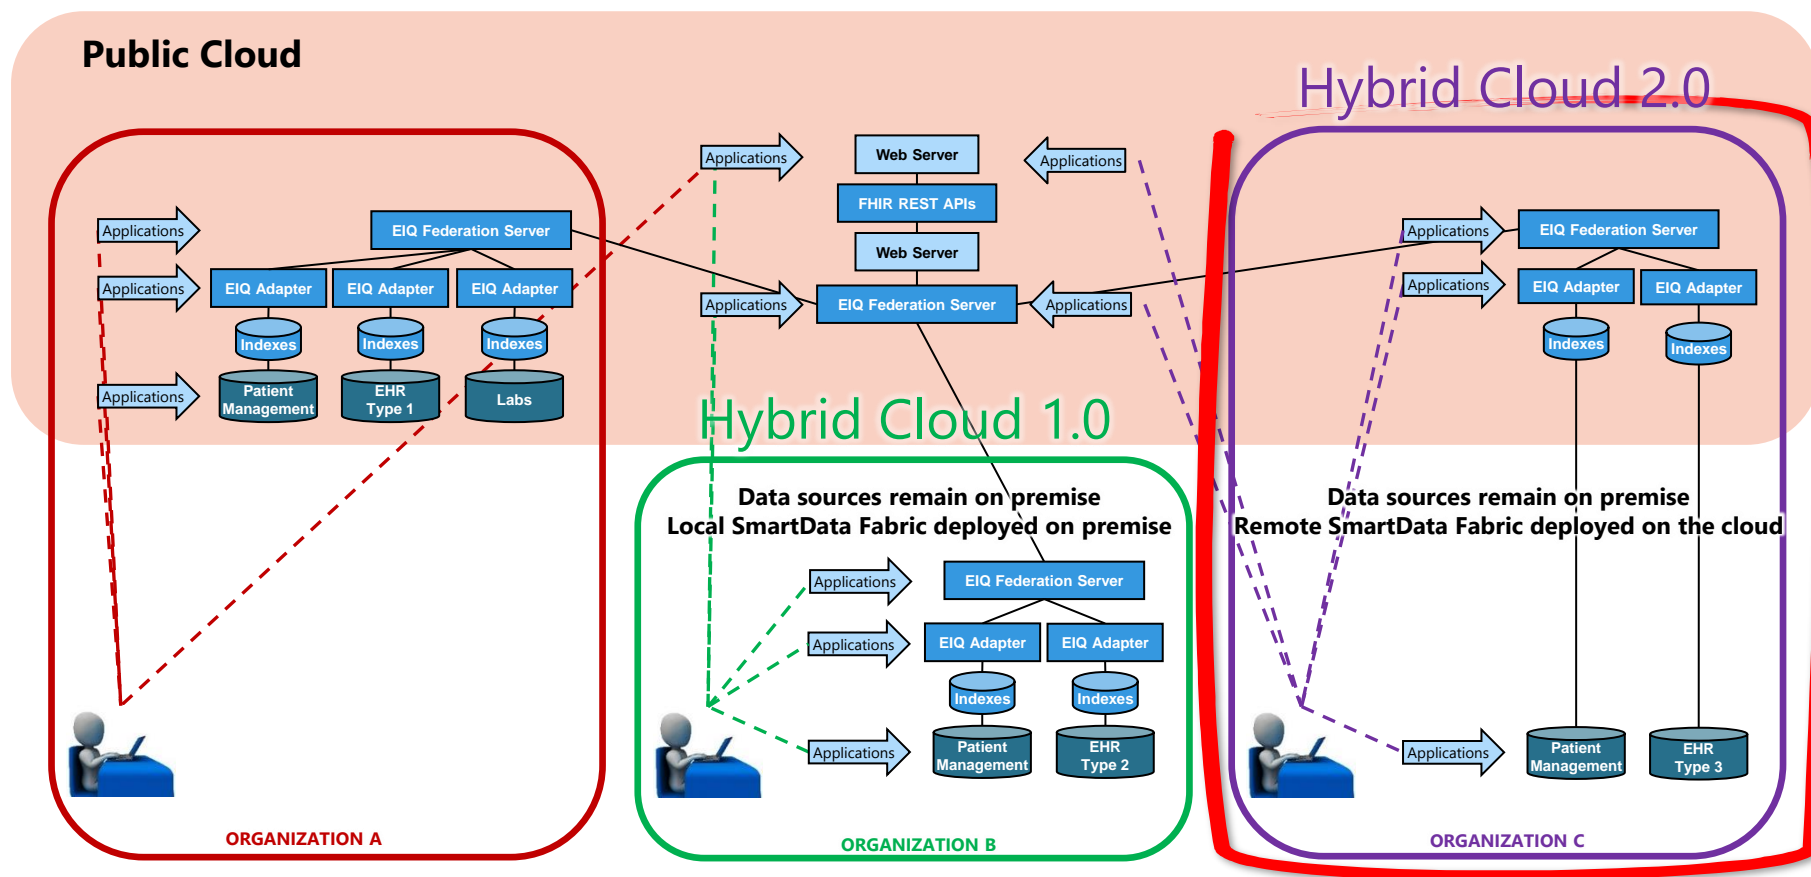 Public Cloud
Hybrid Cloud 2.0
Applications
Web Server
Applications
FHIR REST APIs
Web Server
Applications
EIQ Federation Server
Applications
Applications
EIQ Federation Server
Applications
EIQ Adapter
EIQ Adapter
EIQ Adapter
Indexes
Indexes
Indexes
Applications
Patient
Management
EHR
Type 1
Labs
Applications
EIQ Federation Server
Applications
EIQ Adapter
EIQ Adapter
Indexes
Indexes
Hybrid Cloud 1.0
Data sources remain on premise
Local SmartData Fabric deployed on premise
Applications
EIQ Federation Server
Applications
EIQ Adapter
EIQ Adapter
Indexes
Indexes
Applications
Patient
Management
EHR
Type 2
Data sources remain on premise
Remote SmartData Fabric deployed on the cloud
Applications
Patient
Management
EHR
Type 3
ORGANIZATION A
ORGANIZATION B
ORGANIZATION C